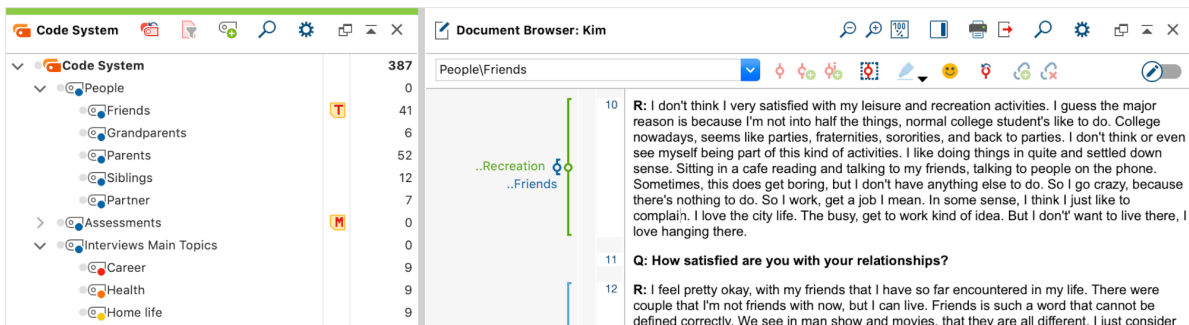 Code System
Document Browser: Kim
100
%
Code System 387
People 0
Friends T 41
Grandparents 6
Parents 52
Siblings 12
Partner 7
Assessments M 0
Interviews Main Topics 0
Career 9
Health 9
Home life 9
People\Friends
..Recreation
..Friends
10 R: I don't think I very satisfied with my leisure and recreation activities. I guess the major
reason is because I'm not into half the things, normal college student's like to do. College
nowadays, seems like parties, fraternities, sororities, and back to parties. I don't think or even
see myself being part of this kind of activities. I like doing things in quite and settled down
sense. Sitting in a cafe reading and talking to my friends, talking to people on the phone.
Sometimes, this does get boring, but I don't have anything else to do. So I go crazy, because
there's nothing to do. So I work, get a job I mean. In some sense, I think I just like to
complain. I love the city life. The busy, get to work kind of idea. But I don't' want to live there, I
love hanging there.
11 Q: How satisfied are you with your relationships?
12 R: I feel pretty okay, with my friends that I have so far encountered in my life. There were
couple that I'm not friends with now, but I can live. Friends is such a word that cannot be
defined correctly. We see in man show and movies, that they are all different. I just consider